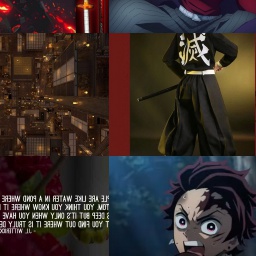 滅
PLE ARE LIKE WATER IN A POND WHERE
TOM. YOU THINK YOU KNOW WHERE IT I
S DEEP BUT IT'S ONLY WHEN YOU HAVE
T YOU FIND OUT WHERE IT IS TRULY DE